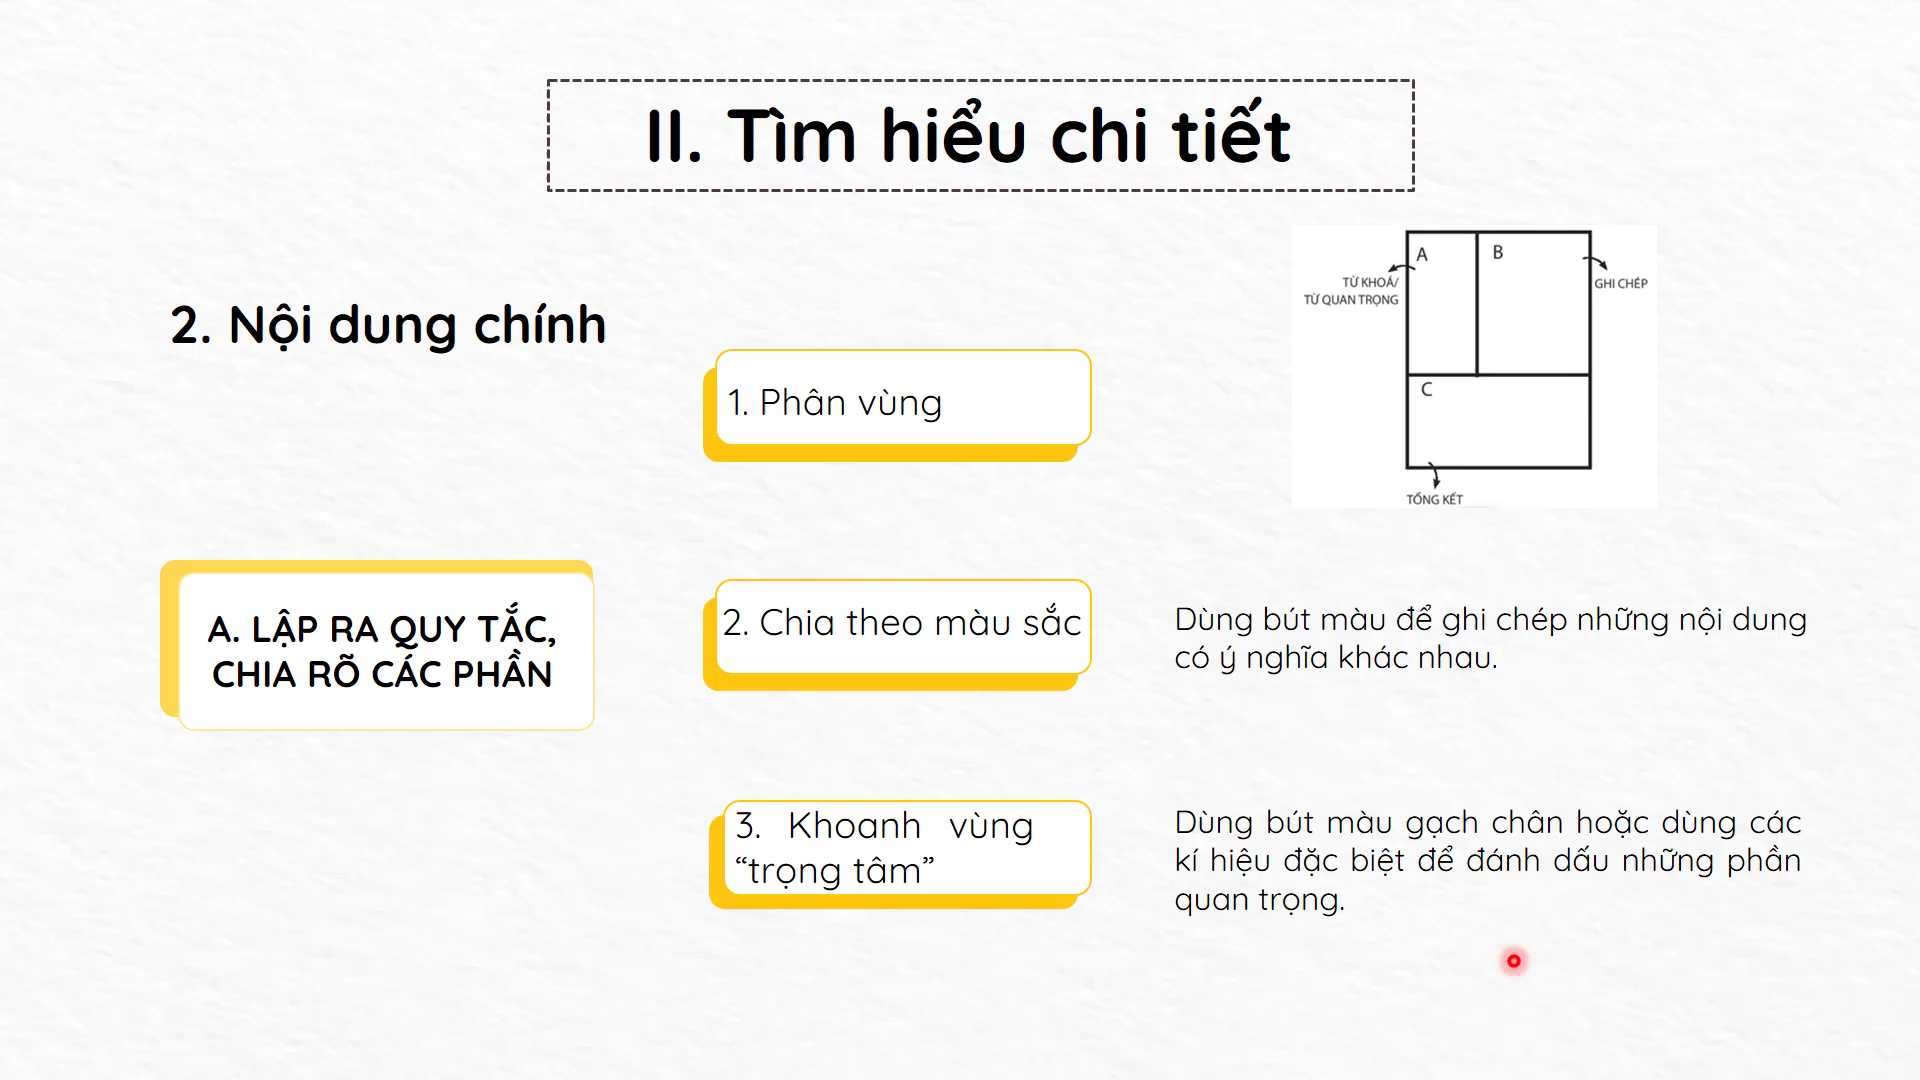 II. Tìm hiểu chi tiết
2. Nội dung chính
A. LẬP RA QUY TẮC,
CHIA RÕ CÁC PHẦN
1. Phân vùng
A
B
TỪ KHOÁ/
TỪ QUAN TRỌNG
GHI CHÉP
C
TỔNG KẾT
2. Chia theo màu sắc
Dùng bút màu để ghi chép những nội dung
có ý nghĩa khác nhau.
3. Khoanh vùng
“trọng tâm”
Dùng bút màu gạch chân hoặc dùng các
kí hiệu đặc biệt để đánh dấu những phần
quan trọng.